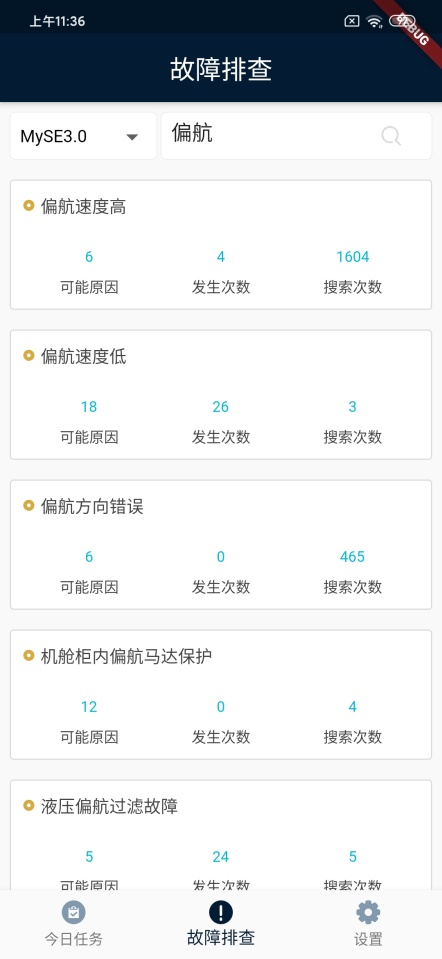 上午11:36
DEBUG
故障排查
MySE3.0
偏航
偏航速度高
6 4 1604
可能原因 发生次数 搜索次数
偏航速度低
18 26 3
可能原因 发生次数 搜索次数
偏航方向错误
6 0 465
可能原因 发生次数 搜索次数
机舱柜内偏航马达保护
12 0 4
可能原因 发生次数 搜索次数
液压偏航过滤故障
5 24 5
可能原因 发生次数 搜索次数
今日任务 故障排查 设置